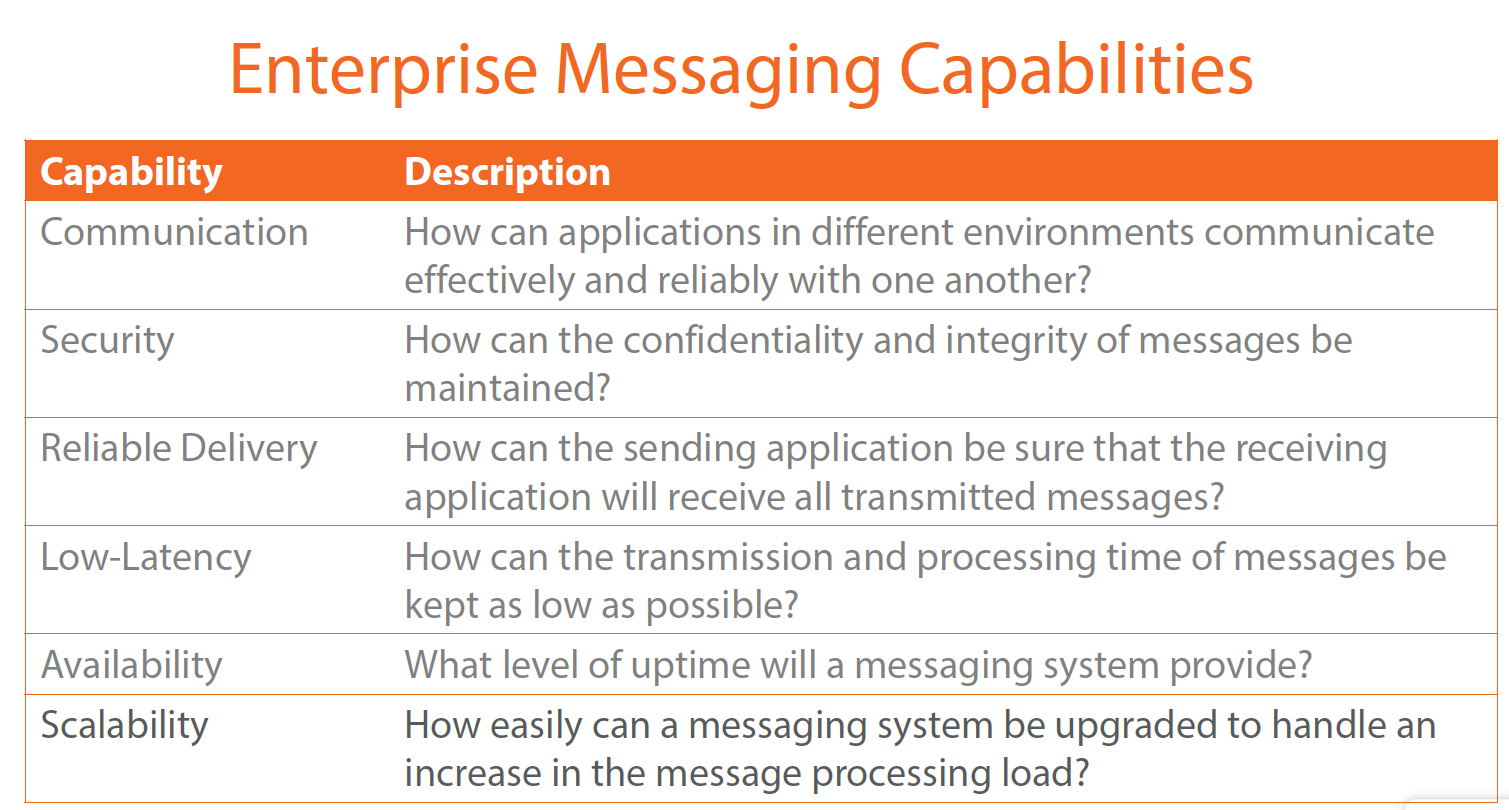 Enterprise Messaging Capabilities
Capability Description
Communication How can applications in different environments communicate
effectively and reliably with one another?
Security How can the confidentiality and integrity of messages be
maintained?
Reliable Delivery How can the sending application be sure that the receiving
application will receive all transmitted messages?
Low-Latency How can the transmission and processing time of messages be
kept as low as possible?
Availability What level of uptime will a messaging system provide?
Scalability How easily can a messaging system be upgraded to handle an
increase in the message processing load?